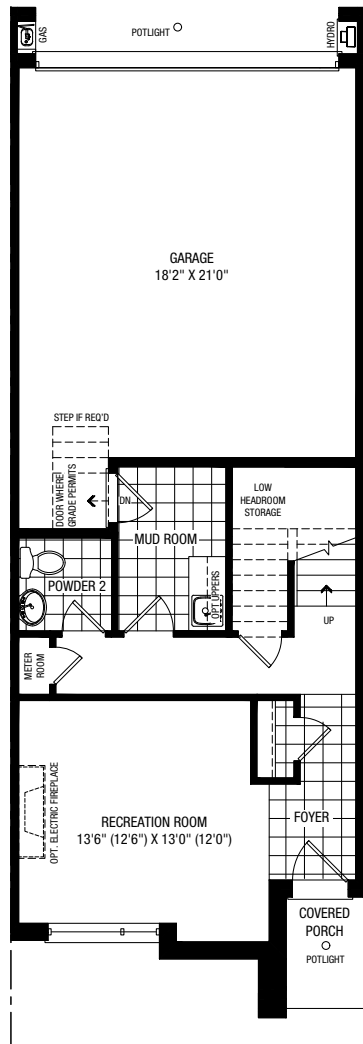 GAS
POTLIGHT
HYDRO
GARAGE
18'2" X 21'0"
STEP IF REQ'D
DOOR WHERE
GRADE PERMITS
DN
MUD ROOM
LOW
HEADROOM
STORAGE
POWDER 2
OPT UPPERS
UP
METER
ROOM
OPT. ELECTRIC FIREPLACE
RECREATION ROOM
13'6" (12'6") X 13'0" (12'0")
FOYER
COVERED
PORCH
POTLIGHT